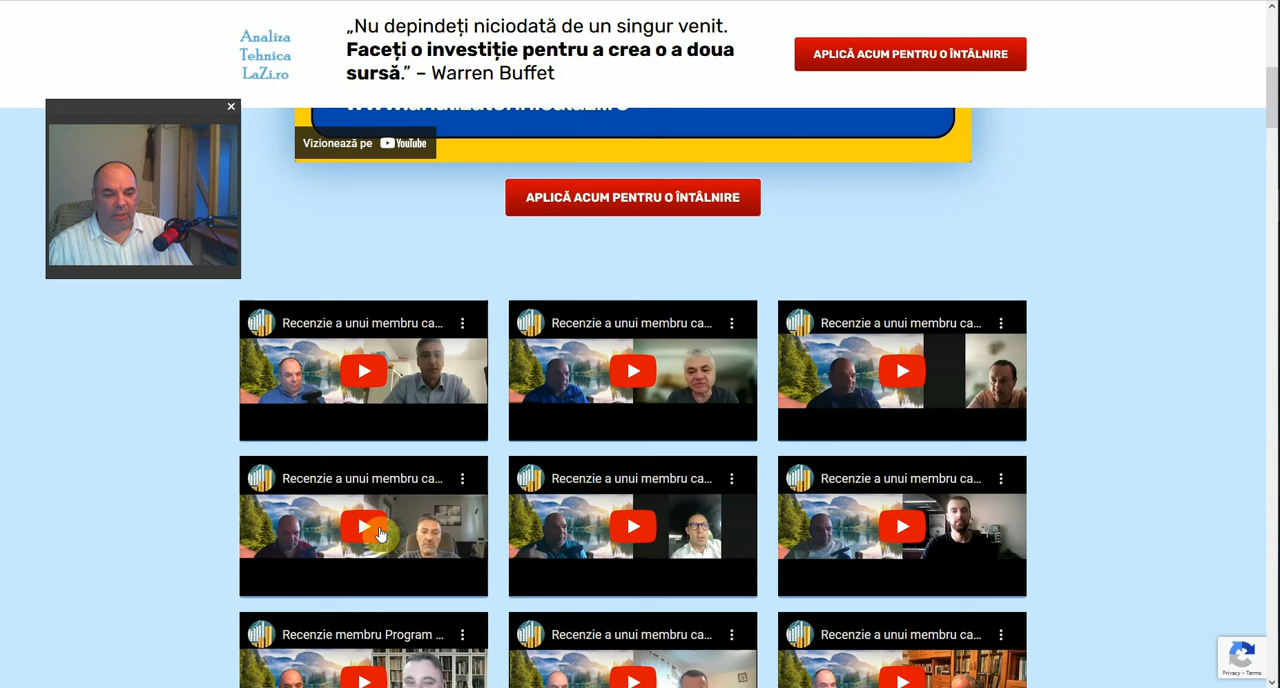 Analiza
Tehnica
LaZi.ro
„Nu depindeți niciodată de un singur venit.
Faceți o investiție pentru a crea o a doua
sursă.” – Warren Buffet
APLICĂ ACUM PENTRU O ÎNTÂLNIRE
Vizionează pe YouTube
APLICĂ ACUM PENTRU O ÎNTÂLNIRE
Recenzie a unui membru ca...
Recenzie a unui membru ca...
Recenzie a unui membru ca...
Recenzie a unui membru ca...
Recenzie a unui membru ca...
Recenzie a unui membru ca...
Recenzie membru Program ...
Recenzie a unui membru ca...
Recenzie a unui membru ca...
Privacy - Terms